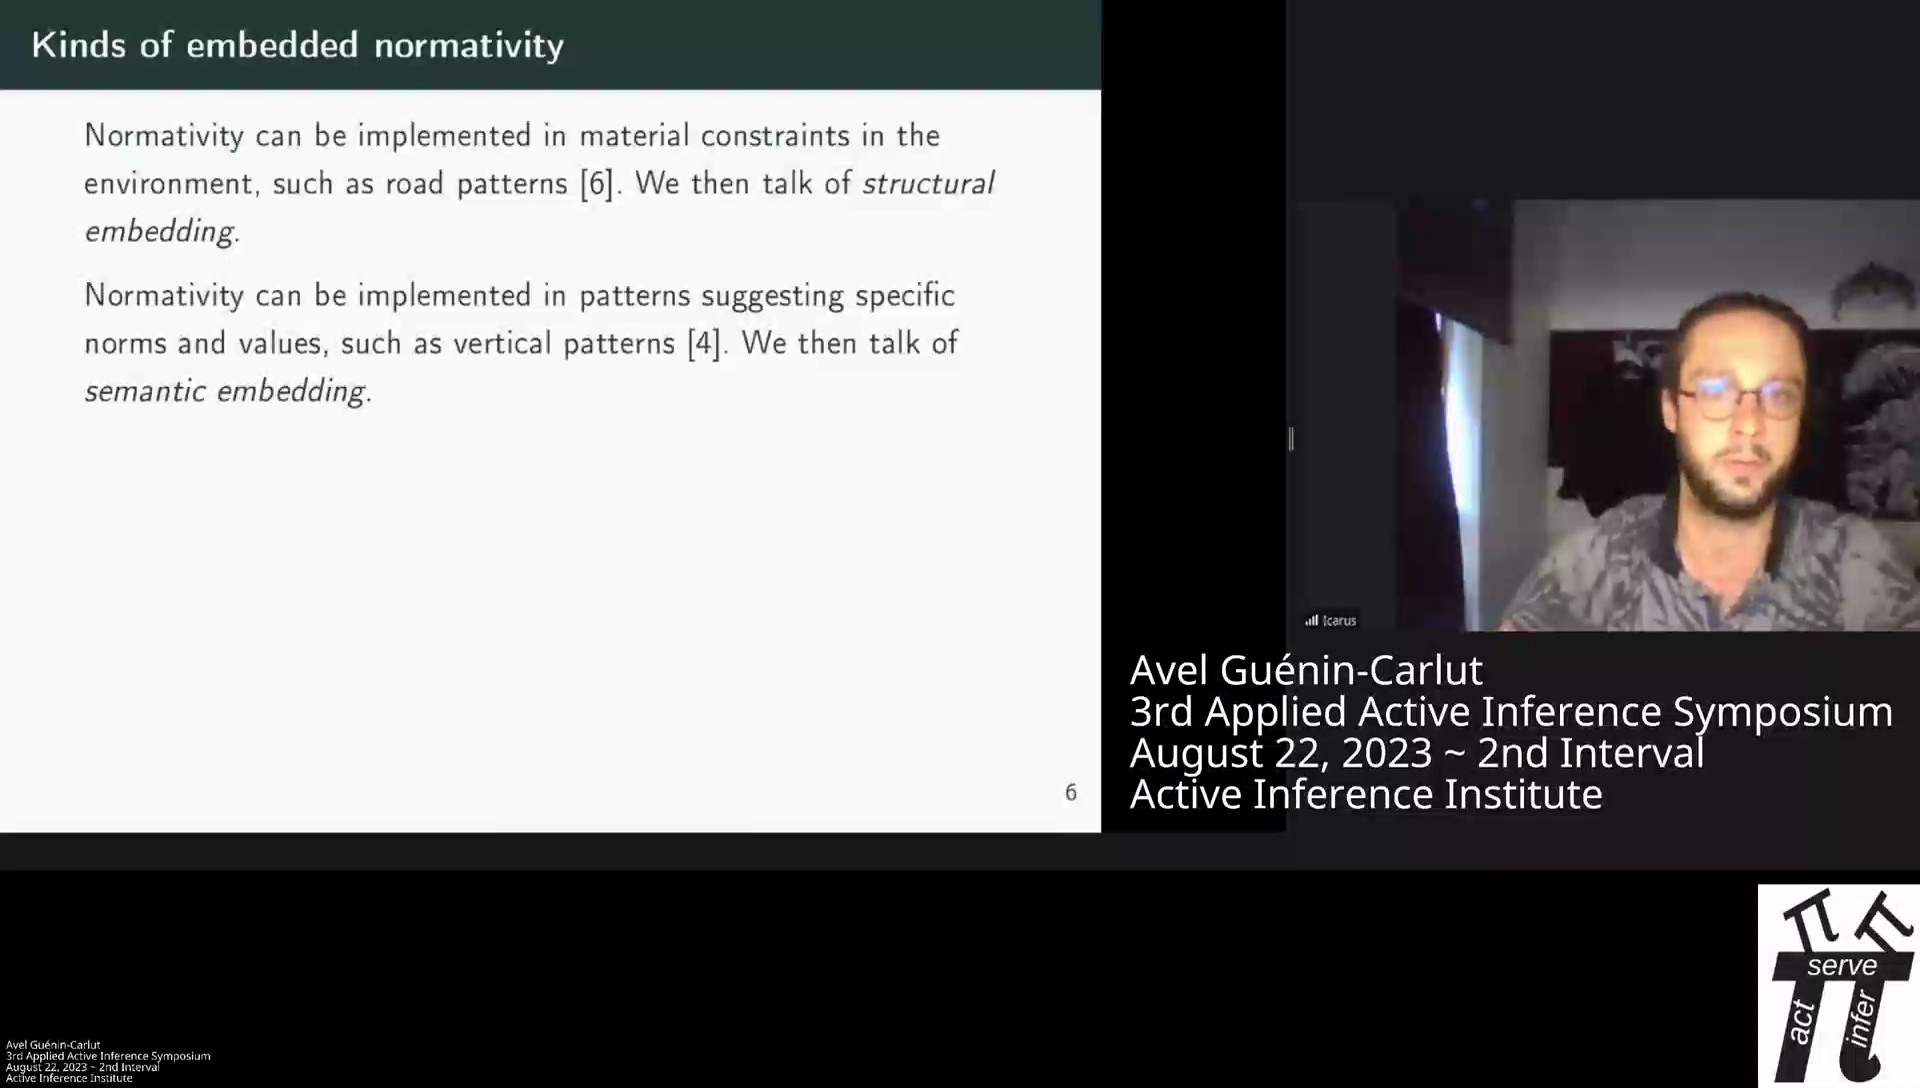 Kinds of embedded normativity
Normativity can be implemented in material constraints in the
environment, such as road patterns [6]. We then talk of structural
embedding.
Normativity can be implemented in patterns suggesting specific
norms and values, such as vertical patterns [4]. We then talk of
semantic embedding.
6
Icarus
Avel Guénin-Carlut
3rd Applied Active Inference Symposium
August 22, 2023 ~ 2nd Interval
Active Inference Institute
serve
act
infer
Avel Guénin-Carlut
3rd Applied Active Inference Symposium
August 22, 2023 ~ 2nd Interval
Active Inference Institute